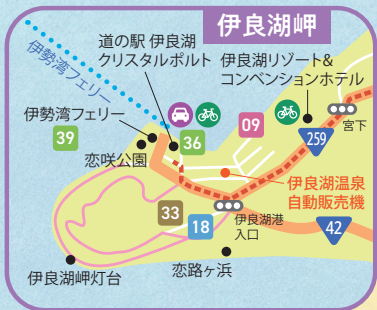 伊良湖岬
道の駅 伊良湖
クリスタルポルト
伊良湖リゾート&
コンベンションホテル
伊勢湾フェリー
伊勢湾フェリー
39
36
09
宮下
259
恋咲公園
伊良湖温泉
自動販売機
33
18
伊良湖港
入口
42
恋路ヶ浜
伊良湖岬灯台